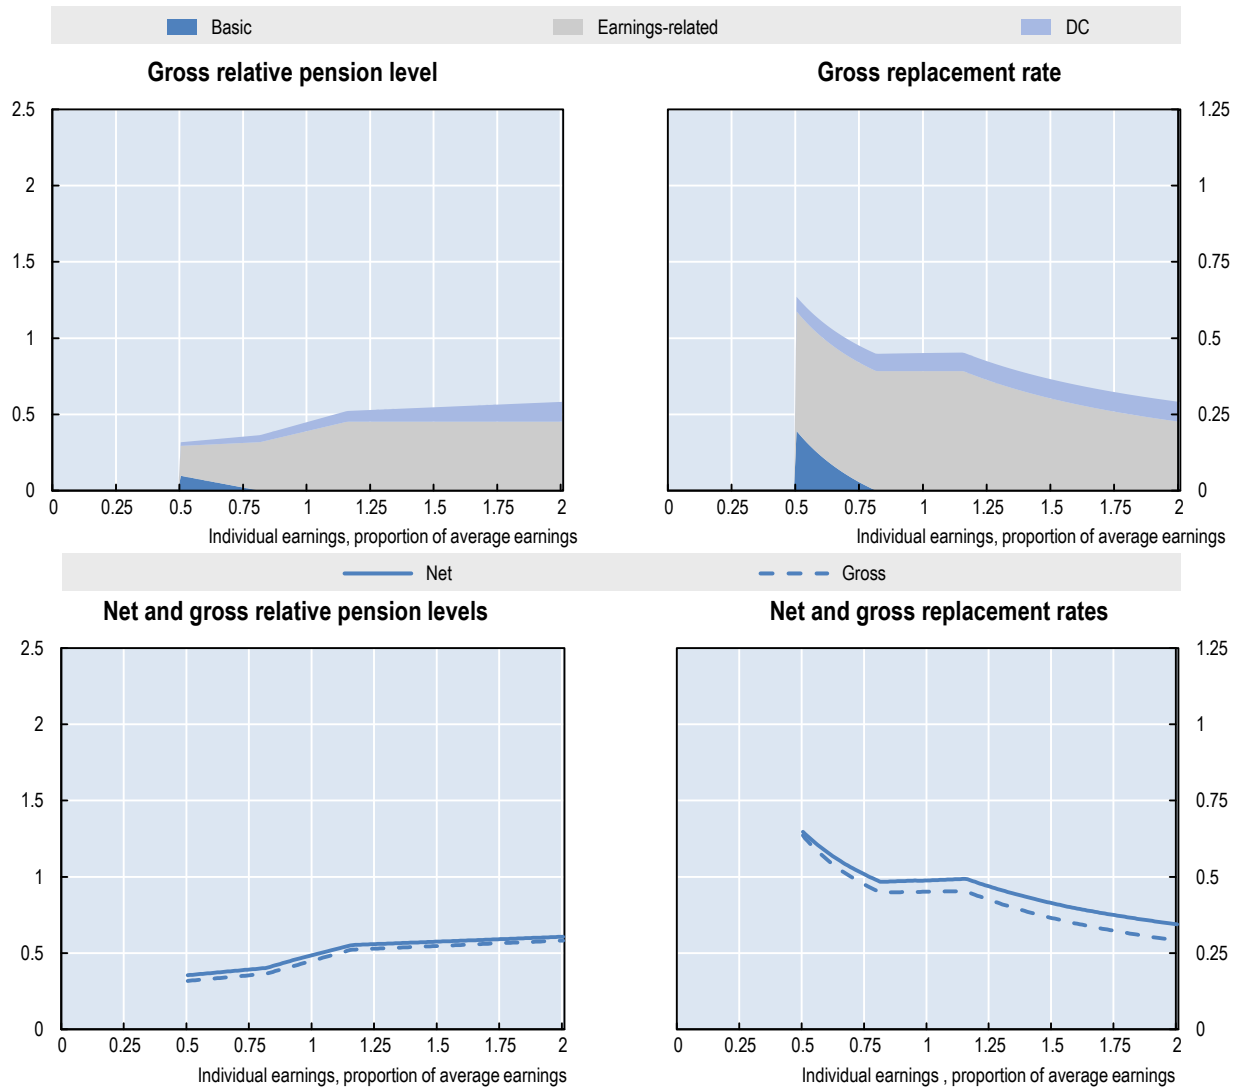 Basic Earnings-related DC
Gross relative pension level
Gross replacement rate
2.5
2
1.5
1
0.5
0
0 0.25 0.5 0.75 1 1.25 1.5 1.75 2
Individual earnings, proportion of average earnings
1.25
1
0.75
0.5
0.25
0
0 0.25 0.5 0.75 1 1.25 1.5 1.75 2
Individual earnings, proportion of average earnings
Net Gross
Net and gross relative pension levels
Net and gross replacement rates
2.5
2
1.5
1
0.5
0
0 0.25 0.5 0.75 1 1.25 1.5 1.75 2
Individual earnings, proportion of average earnings
1.25
1
0.75
0.5
0.25
0
0 0.25 0.5 0.75 1 1.25 1.5 1.75 2
Individual earnings , proportion of average earnings